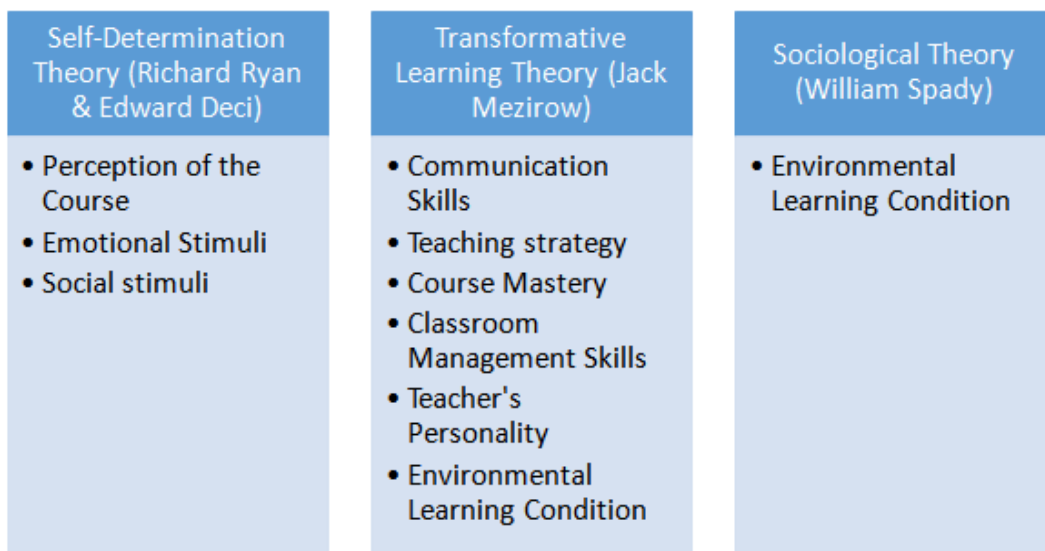 Self-Determination
Theory (Richard Ryan
& Edward Deci)
• Perception of the
Course
• Emotional Stimuli
• Social stimuli
Transformative
Learning Theory (Jack
Mezirow)
• Communication
Skills
• Teaching strategy
• Course Mastery
• Classroom
Management Skills
• Teacher's
Personality
• Environmental
Learning Condition
Sociological Theory
(William Spady)
• Environmental
Learning Condition